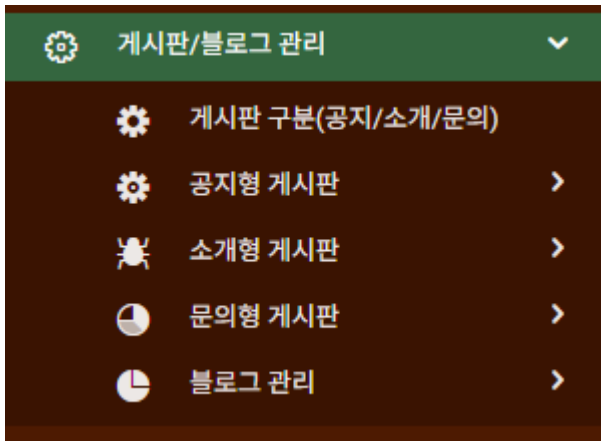 게시판/블로그 관리
게시판 구분(공지/소개/문의)
공지형 게시판
소개형 게시판
문의형 게시판
블로그 관리